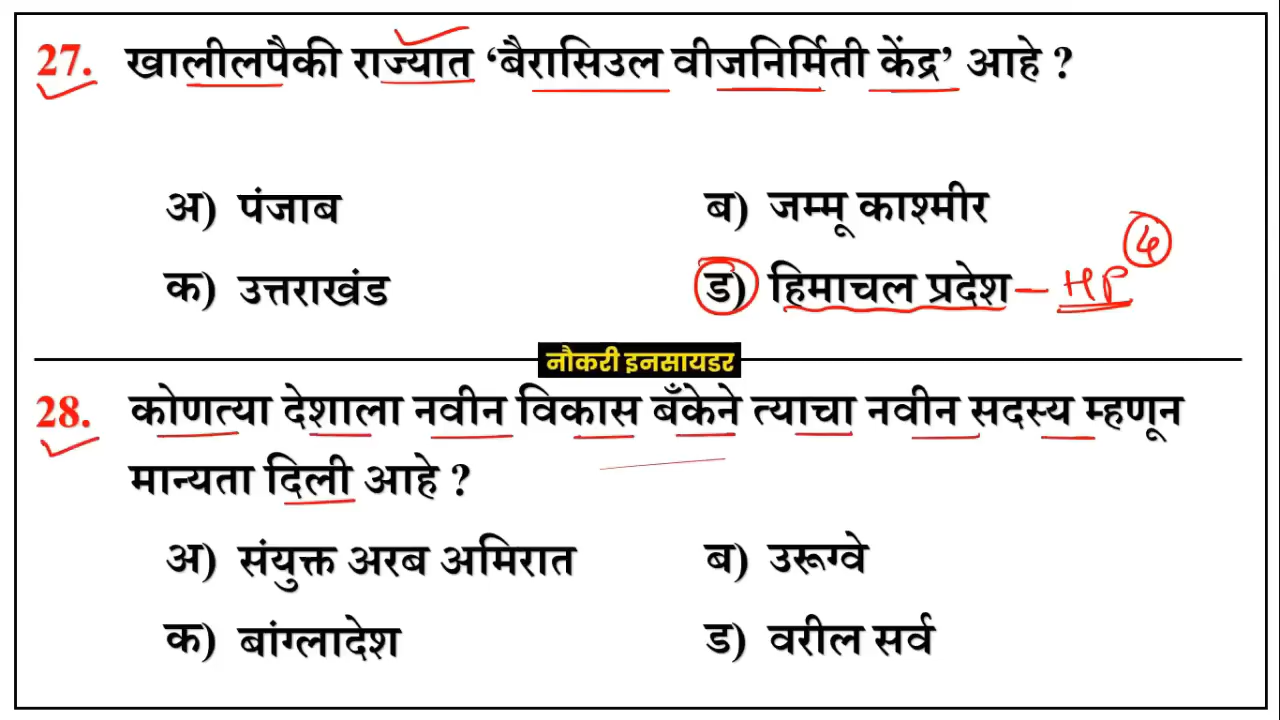 27. खालीलपैकी राज्यात ‘बैरासिउल वीजनिर्मिती केंद्र’ आहे ?
अ) पंजाब ब) जम्मू काश्मीर
क) उत्तराखंड ड) हिमाचल प्रदेश – HP
नौकरी इनसायडर
28. कोणत्या देशाला नवीन विकास बँकेने त्याचा नवीन सदस्य म्हणून
मान्यता दिली आहे ?
अ) संयुक्त अरब अमिरात ब) उरूग्वे
क) बांग्लादेश ड) वरील सर्व